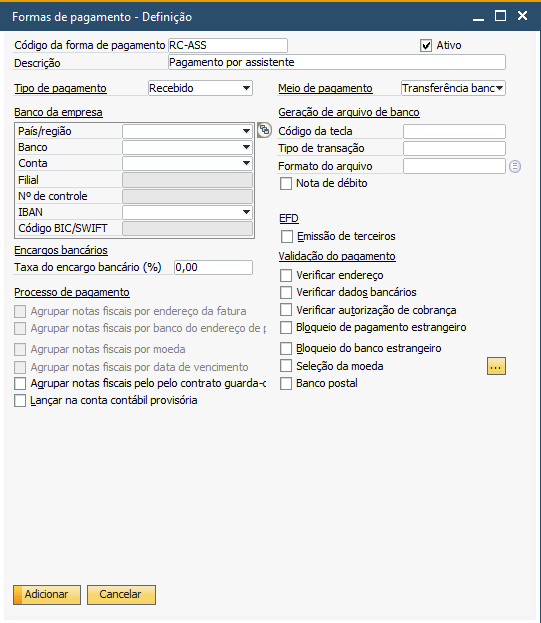 Formas de pagamento - Definição
Código da forma de pagamento RC-ASS Ativo
Descrição Pagamento por assistente
Tipo de pagamento Recebido
Meio de pagamento Transferência banc
Banco da empresa
País/região
Banco
Conta
Filial
Nº de controle
IBAN
Código BIC/SWIFT
Geração de arquivo de banco
Código da tecla
Tipo de transação
Formato do arquivo
Nota de débito
EFD
Emissão de terceiros
Encargos bancários
Taxa do encargo bancário (%) 0,00
Validação do pagamento
Verificar endereço
Verificar dados bancários
Verificar autorização de cobrança
Bloqueio de pagamento estrangeiro
Bloqueio do banco estrangeiro
Seleção da moeda ...
Banco postal
Processo de pagamento
Agrupar notas fiscais por endereço da fatura
Agrupar notas fiscais por banco do endereço de p
Agrupar notas fiscais por moeda
Agrupar notas fiscais por data de vencimento
Agrupar notas fiscais pelo pelo contrato guarda-c
Lançar na conta contábil provisória
Adicionar Cancelar